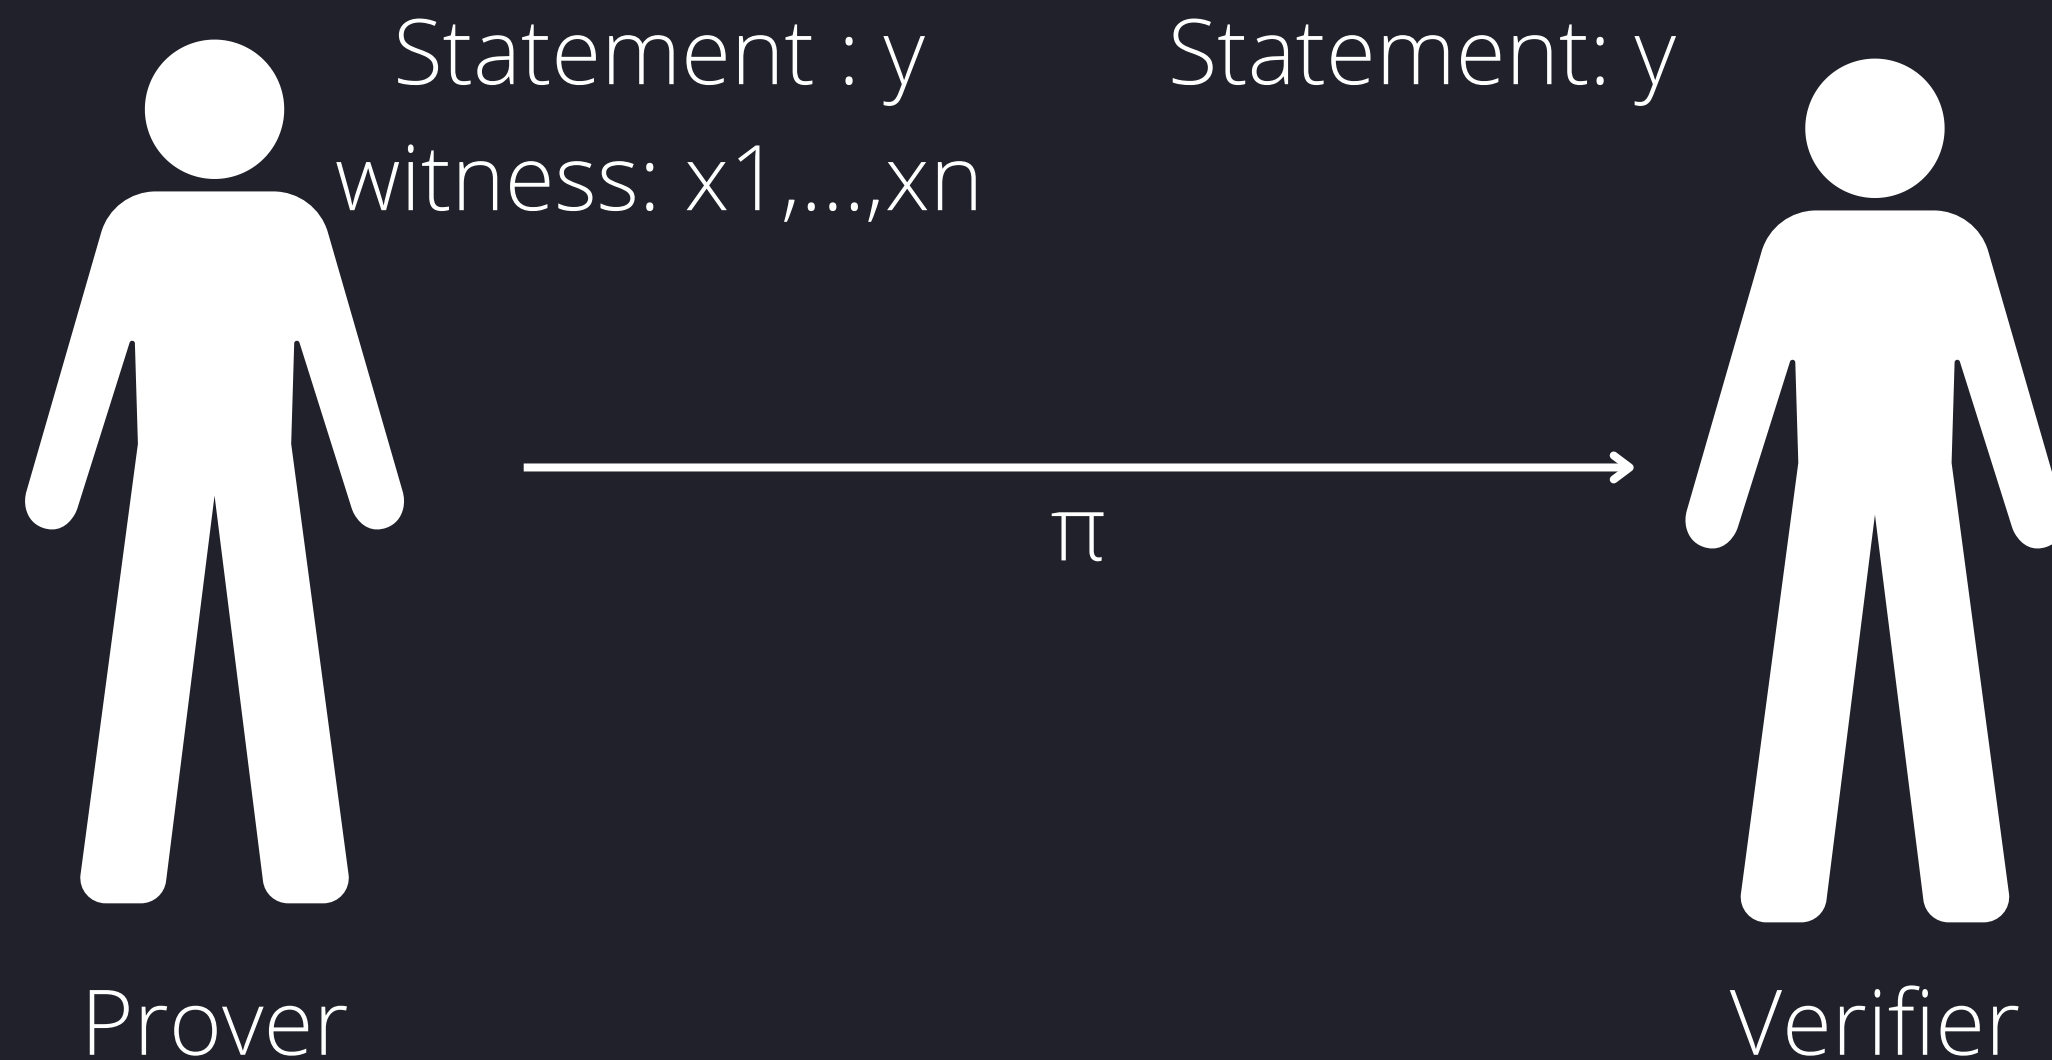 Statement : y
Statement: y
witness: x1,...,xn
π
Prover
Verifier